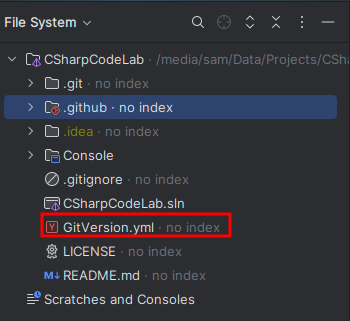 File System
CSharpCodeLab · /media/sam/Data/Projects/CSha
.git · no index
.github · no index
.idea · no index
Console
.gitignore · no index
CSharpCodeLab.sln
GitVersion.yml · no index
LICENSE · no index
README.md · no index
Scratches and Consoles